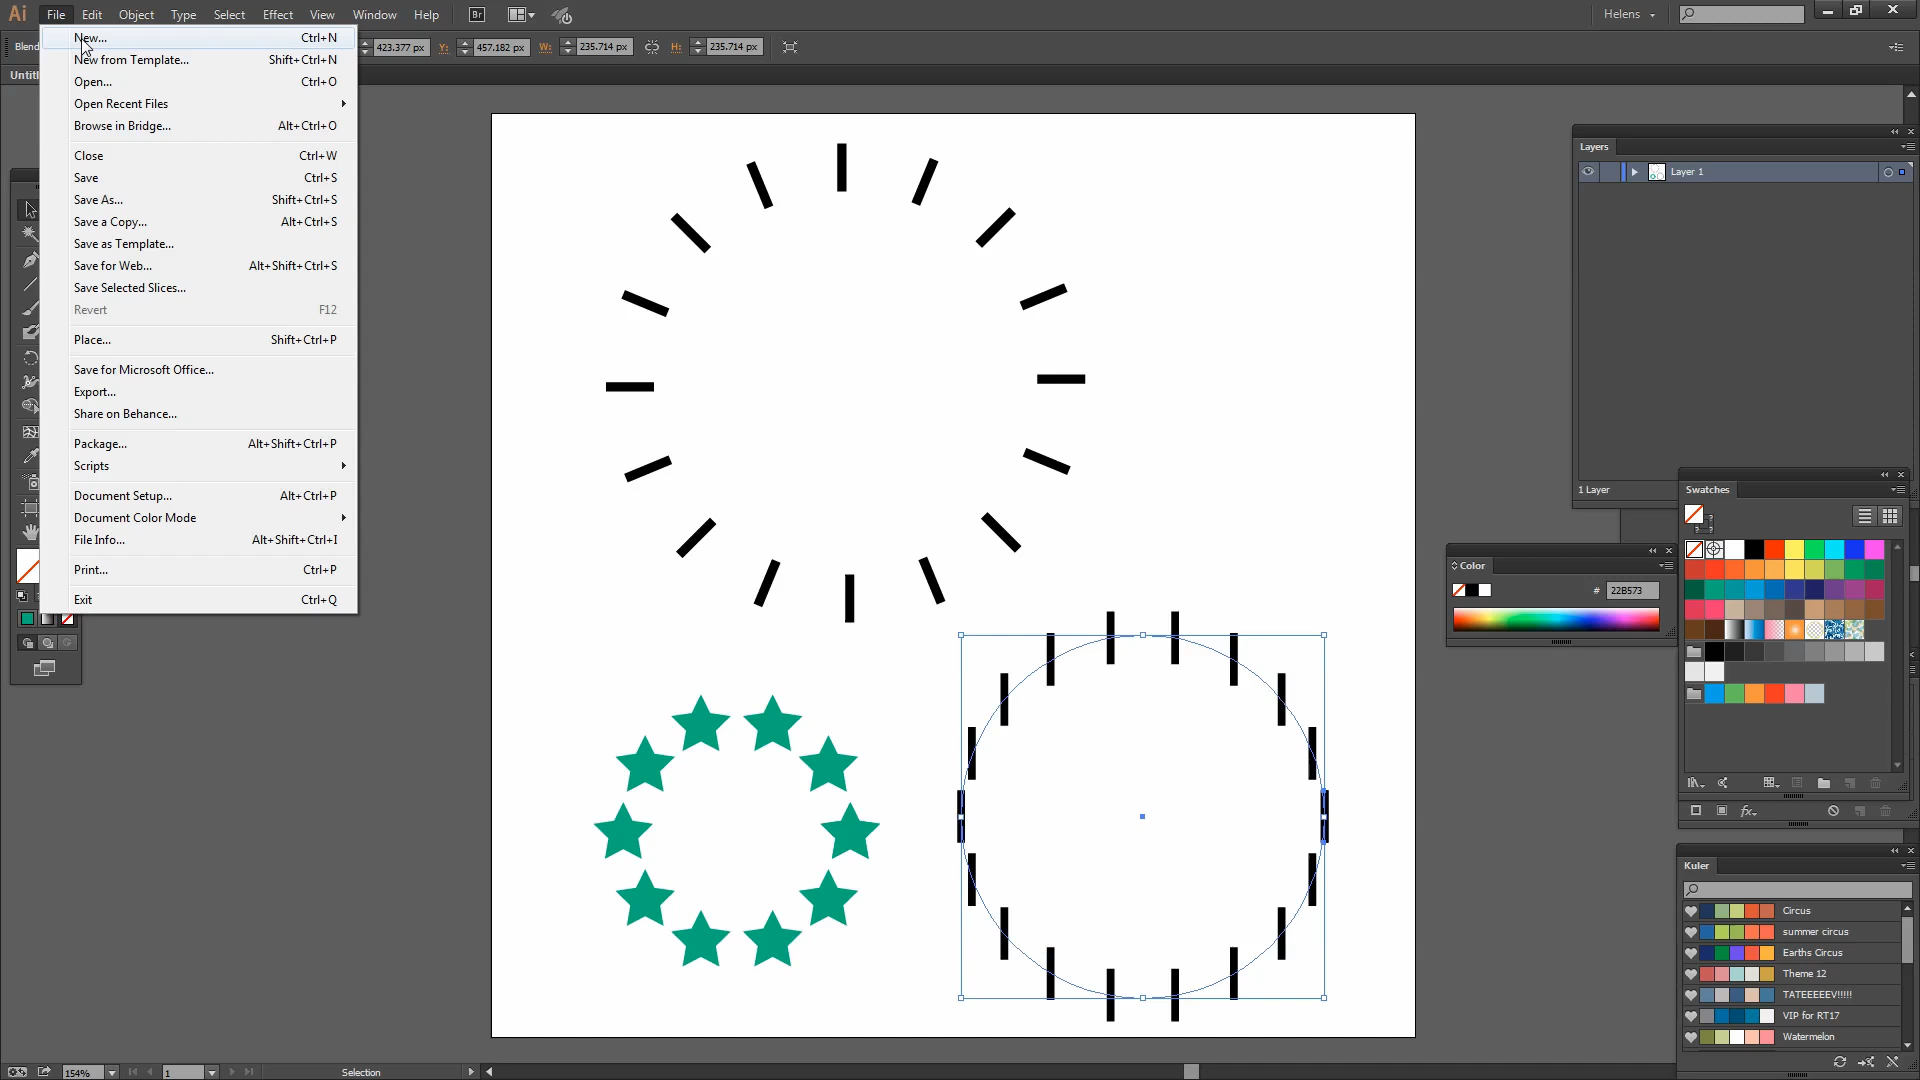 Ai File Edit Object Type Select Effect View Window Help Br Helens
423.377 px Y: 457.182 px W: 235.714 px H: 235.714 px
New... Ctrl+N
New from Template... Shift+Ctrl+N
Open... Ctrl+O
Open Recent Files
Browse in Bridge... Alt+Ctrl+O
Close Ctrl+W
Save Ctrl+S
Save As... Shift+Ctrl+S
Save a Copy... Alt+Ctrl+S
Save as Template...
Save for Web... Alt+Shift+Ctrl+S
Save Selected Slices...
Revert F12
Place... Shift+Ctrl+P
Save for Microsoft Office...
Export...
Share on Behance...
Package... Alt+Shift+Ctrl+P
Scripts
Document Setup... Alt+Ctrl+P
Document Color Mode
File Info... Alt+Shift+Ctrl+I
Print... Ctrl+P
Exit Ctrl+Q
Layers
Layer 1
1 Layer
Swatches
Color
# 22B573
fx
Kuler
Circus
summer circus
Earths Circus
Theme 12
TATEEEEEV!!!!!
VIP for RT17
Watermelon
154% 1 Selection